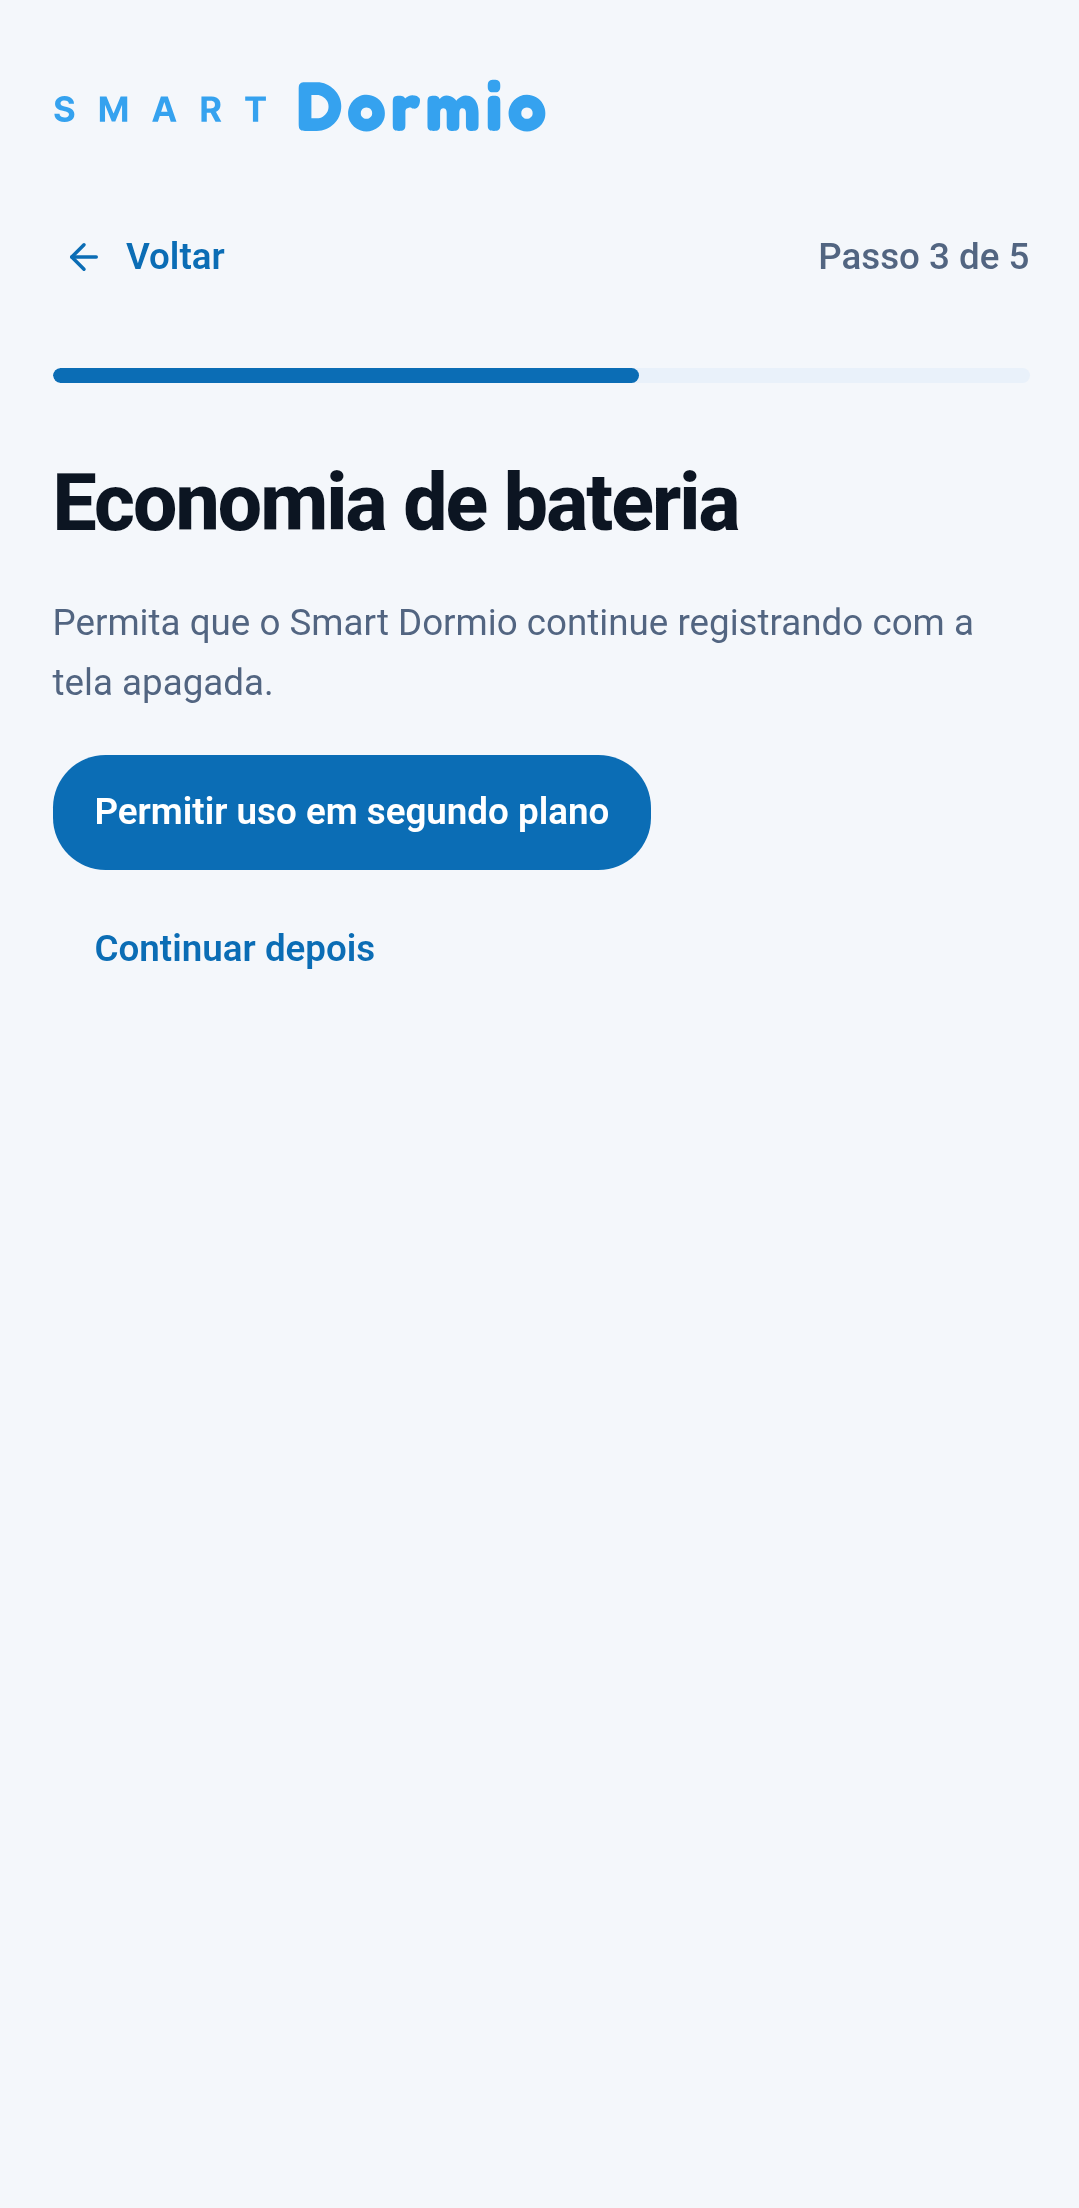 SMART Dormio
Voltar
Passo 3 de 5
Economia de bateria
Permita que o Smart Dormio continue registrando com a
tela apagada.
Permitir uso em segundo plano
Continuar depois